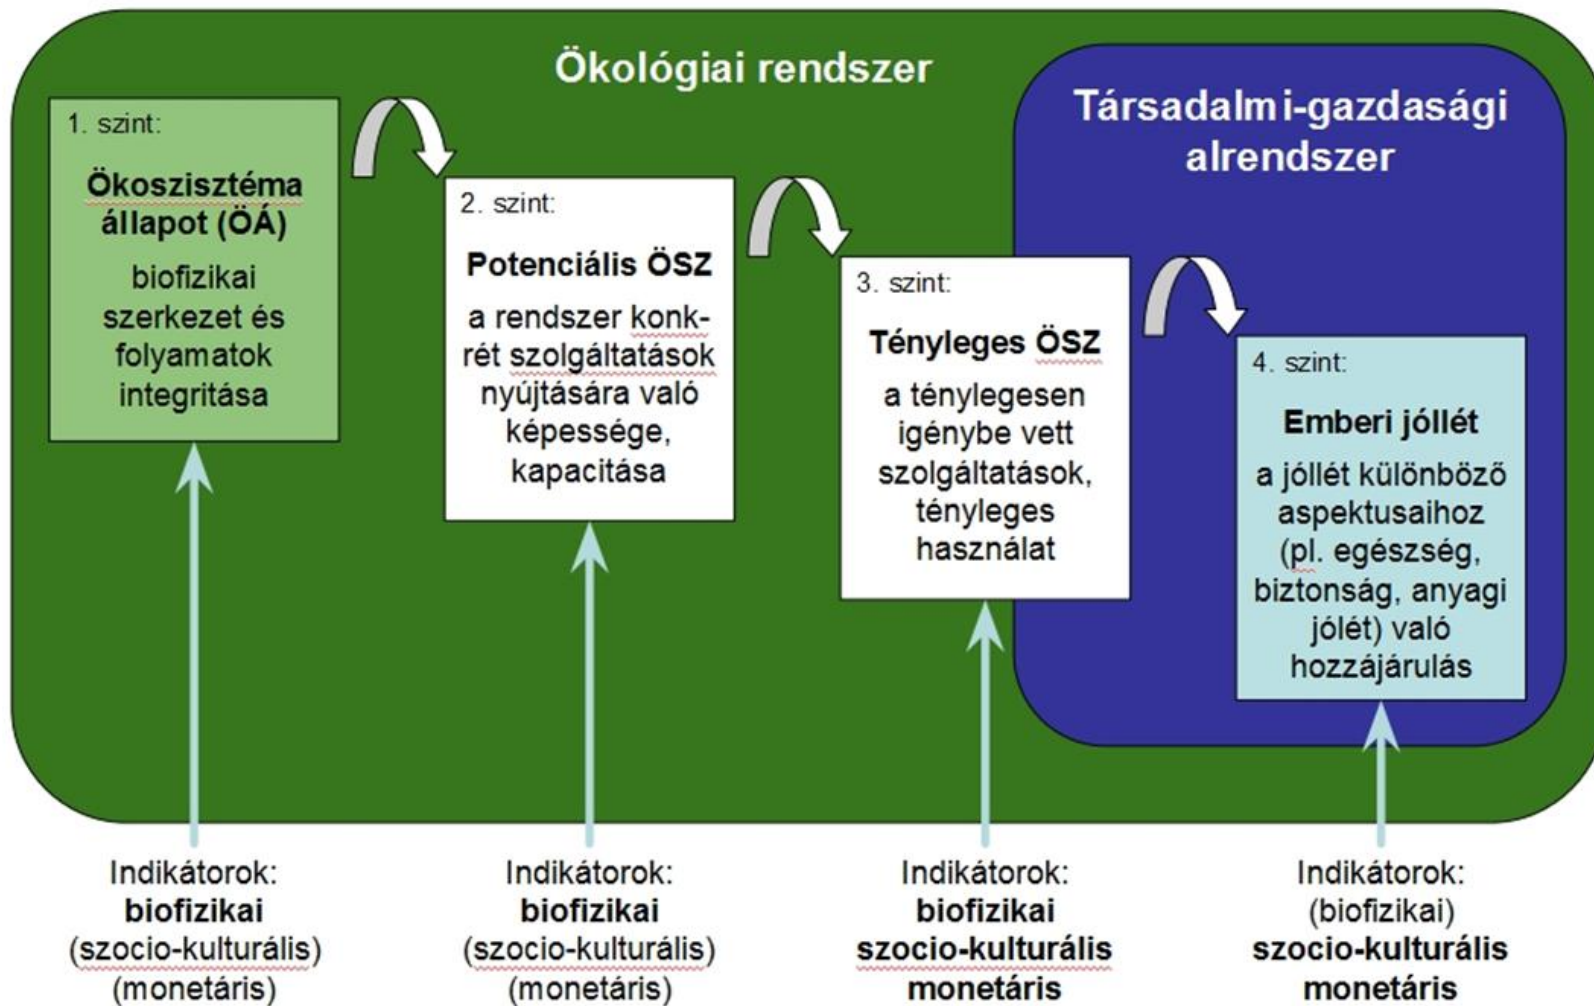 Ökológiai rendszer
Társadalmi-gazdasági
alrendszer
1. szint:
Ökoszisztéma
állapot (ÖÁ)
biofizikai
szerkezet és
folyamatok
integritása
2. szint:
Potenciális ÖSZ
a rendszer konk-
rét szolgáltatások
nyújtására való
képessége,
kapacitása
3. szint:
Tényleges ÖSZ
a ténylegesen
igénybe vett
szolgáltatások,
tényleges
használat
4. szint:
Emberi jóllét
a jóllét különböző
aspektusaihoz
(pl. egészség,
biztonság, anyagi
jólét) való
hozzájárulás
Indikátorok:
biofizikai
(szocio-kulturális)
(monetáris)
Indikátorok:
biofizikai
(szocio-kulturális)
(monetáris)
Indikátorok:
biofizikai
szocio-kulturális
monetáris
Indikátorok:
(biofizikai)
szocio-kulturális
monetáris